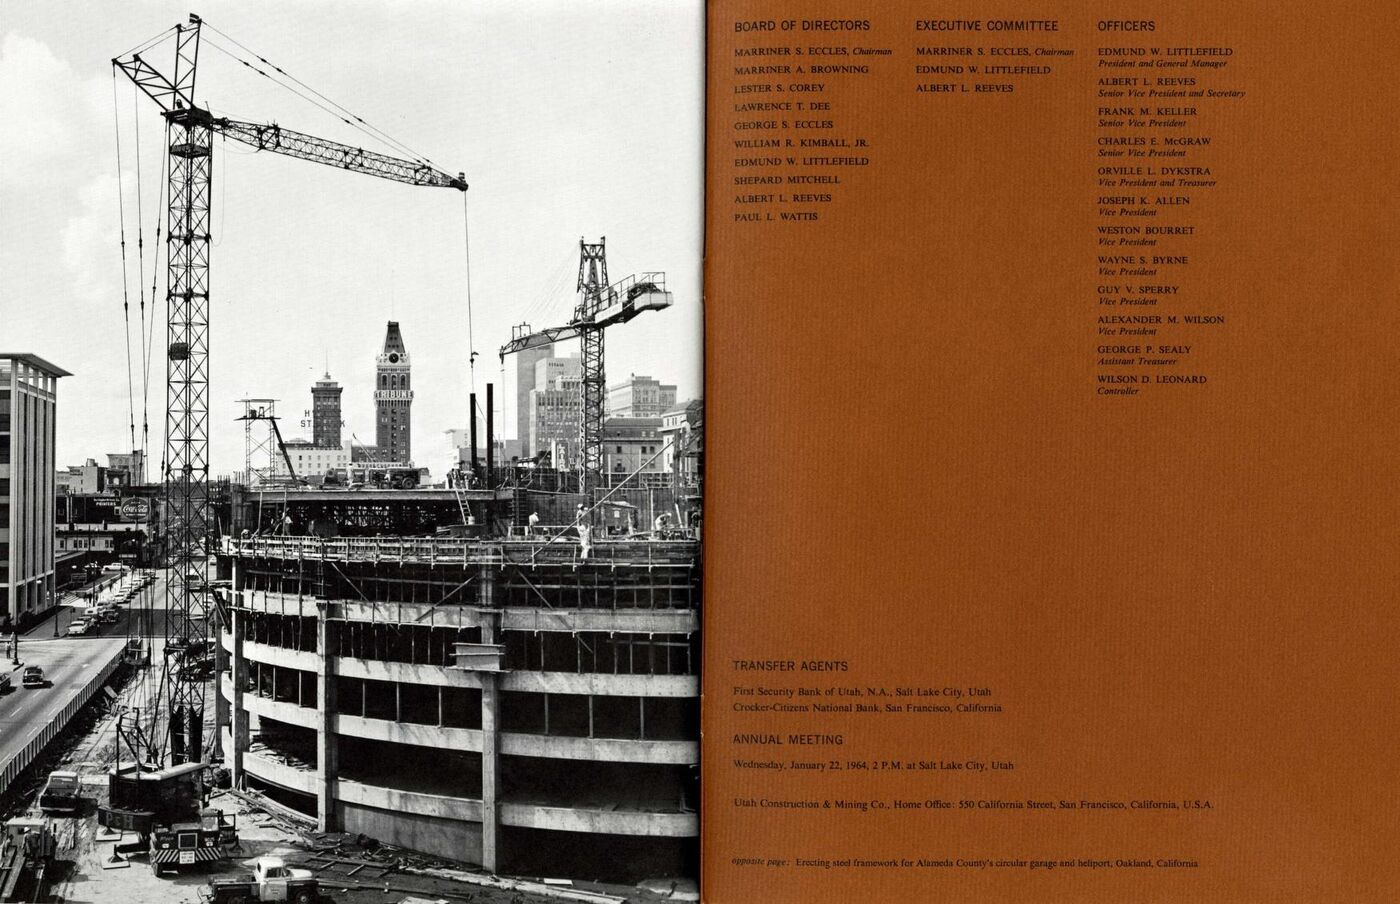 TRIBUNE
PRINTERS
Coca-Cola
BOARD OF DIRECTORS
MARRINER S. ECCLES, Chairman
MARRINER A. BROWNING
LESTER S. COREY
LAWRENCE T. DEE
GEORGE S. ECCLES
WILLIAM R. KIMBALL, JR.
EDMUND W. LITTLEFIELD
SHEPARD MITCHELL
ALBERT L. REEVES
PAUL L. WATTIS
EXECUTIVE COMMITTEE
MARRINER S. ECCLES, Chairman
EDMUND W. LITTLEFIELD
ALBERT L. REEVES
OFFICERS
EDMUND W. LITTLEFIELD
President and General Manager
ALBERT L. REEVES
Senior Vice President and Secretary
FRANK M. KELLER
Senior Vice President
CHARLES E. McGRAW
Senior Vice President
ORVILLE L. DYKSTRA
Vice President and Treasurer
JOSEPH K. ALLEN
Vice President
WESTON BOURRET
Vice President
WAYNE S. BYRNE
Vice President
GUY V. SPERRY
Vice President
ALEXANDER M. WILSON
Vice President
GEORGE P. SEALY
Assistant Treasurer
WILSON D. LEONARD
Controller
TRANSFER AGENTS
First Security Bank of Utah, N.A., Salt Lake City, Utah
Crocker-Citizens National Bank, San Francisco, California
ANNUAL MEETING
Wednesday, January 22, 1964, 2 P.M. at Salt Lake City, Utah
Utah Construction & Mining Co., Home Office: 550 California Street, San Francisco, California, U.S.A.
opposite page: Erecting steel framework for Alameda County's circular garage and heliport, Oakland, California